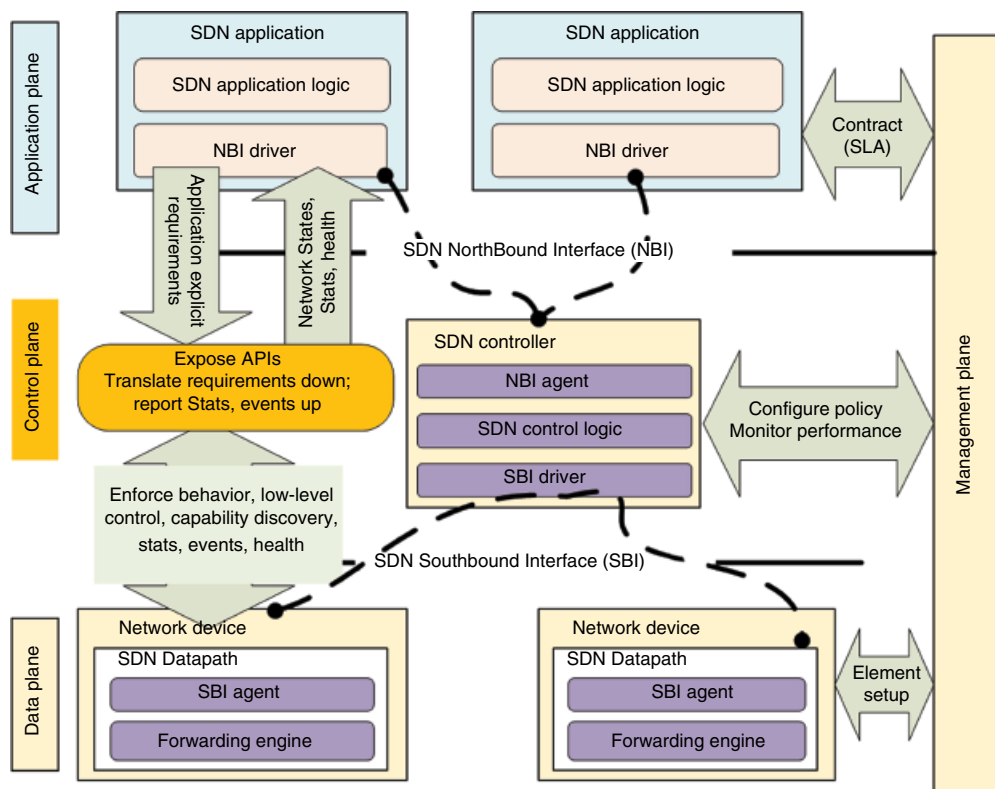 Application plane
SDN application
SDN application logic
NBI driver
SDN application
SDN application logic
NBI driver
Contract
(SLA)
Application explicit
requirements
Network States,
Stats, health
SDN NorthBound Interface (NBI)
Control plane
Expose APIs
Translate requirements down;
report Stats, events up
SDN controller
NBI agent
SDN control logic
SBI driver
Configure policy
Monitor performance
Management plane
Enforce behavior, low-level
control, capability discovery,
stats, events, health
SDN Southbound Interface (SBI)
Data plane
Network device
SDN Datapath
SBI agent
Forwarding engine
Network device
SDN Datapath
SBI agent
Forwarding engine
Element
setup